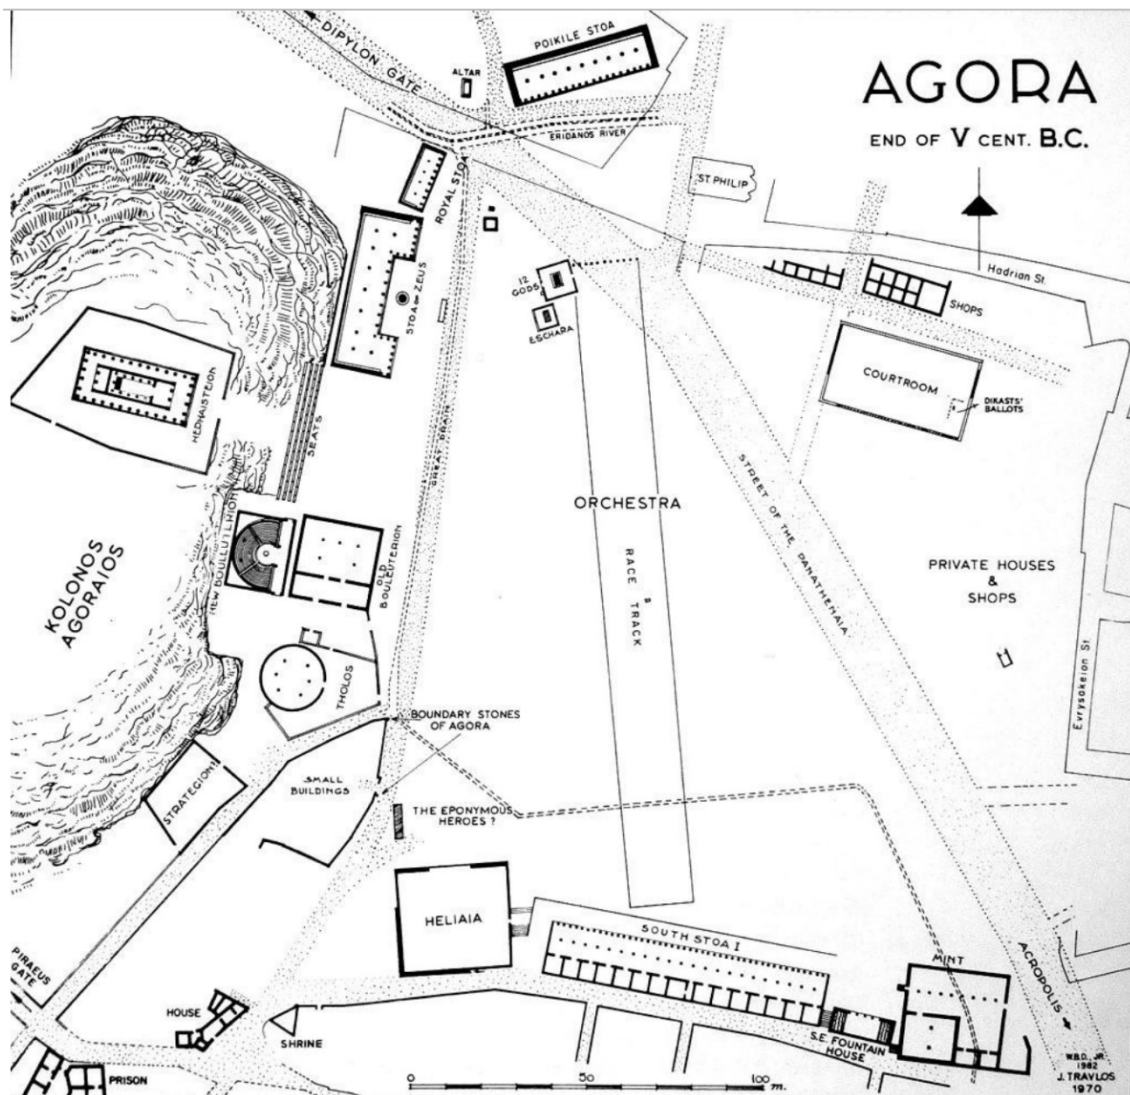 DIPYLON GATE
POIKILE STOA
ALTAR
ERIDANOS RIVER
AGORA
END OF V CENT. B.C.
ROYAL STOA
ST. PHILIP
STOA OF ZEUS
12
GODS
ESCHARA
Hadrian St.
SHOPS
COURTROOM
DIKASTS'
BALLOTS
HEPHAISTEION
SEATS
GREAT DRAIN
STREET OF THE PANATHENAIA
ORCHESTRA
&
RACE TRACK
KOLONOS
AGORAIOS
NEW BOULEUTERION
OLD
BOULEUTERION
PRIVATE HOUSES
&
SHOPS
Evrysakeion St.
THOLOS
BOUNDARY STONES
OF AGORA
STRATEGION?
SMALL
BUILDINGS
THE EPONYMOUS
HEROES ?
HELIAIA
SOUTH STOA I
MINT
ACROPOLIS
PIRAEUS
GATE
HOUSE
SHRINE
S.E. FOUNTAIN
HOUSE
PRISON
0 50 100
m.
W.B.D. JR.
1982
J. TRAVLOS
1970